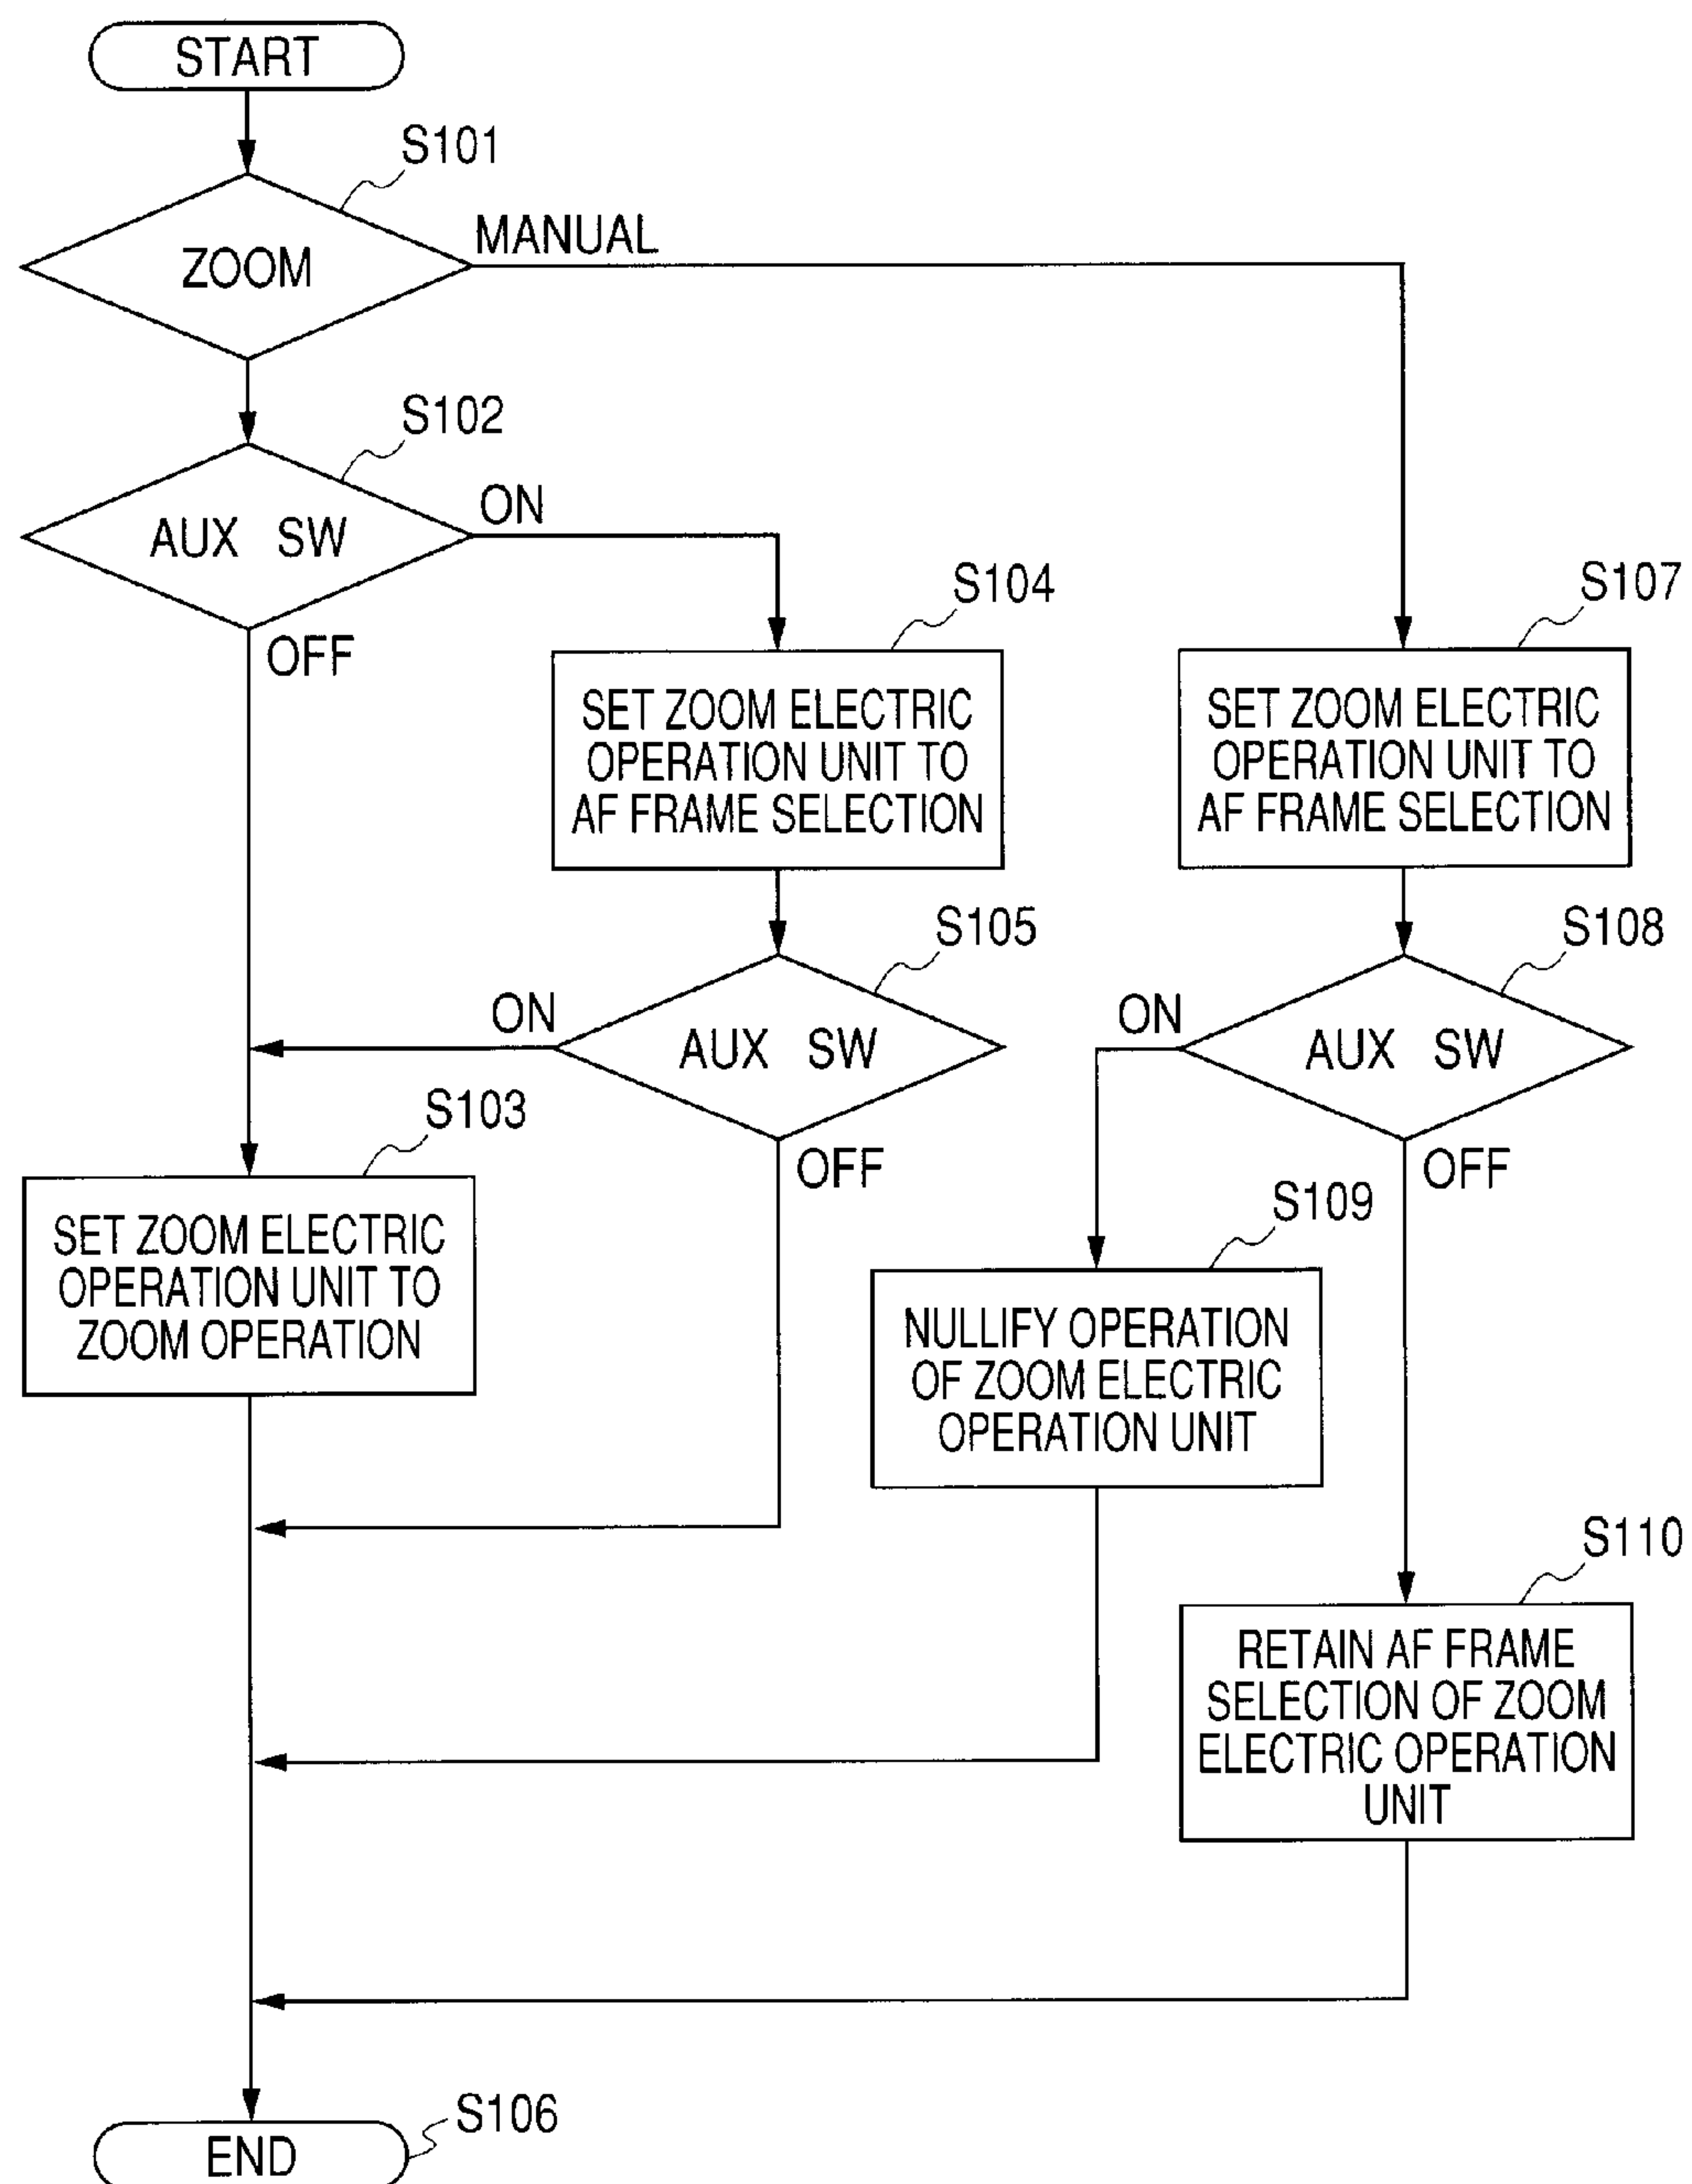 START
S101
ZOOM
MANUAL
S102
AUX SW
ON
OFF
S104
SET ZOOM ELECTRIC
OPERATION UNIT TO
AF FRAME SELECTION
S107
SET ZOOM ELECTRIC
OPERATION UNIT TO
AF FRAME SELECTION
S105
AUX SW
ON
OFF
S108
AUX SW
ON
OFF
S103
SET ZOOM ELECTRIC
OPERATION UNIT TO
ZOOM OPERATION
S109
NULLIFY OPERATION
OF ZOOM ELECTRIC
OPERATION UNIT
S110
RETAIN AF FRAME
SELECTION OF ZOOM
ELECTRIC OPERATION
UNIT
S106
END